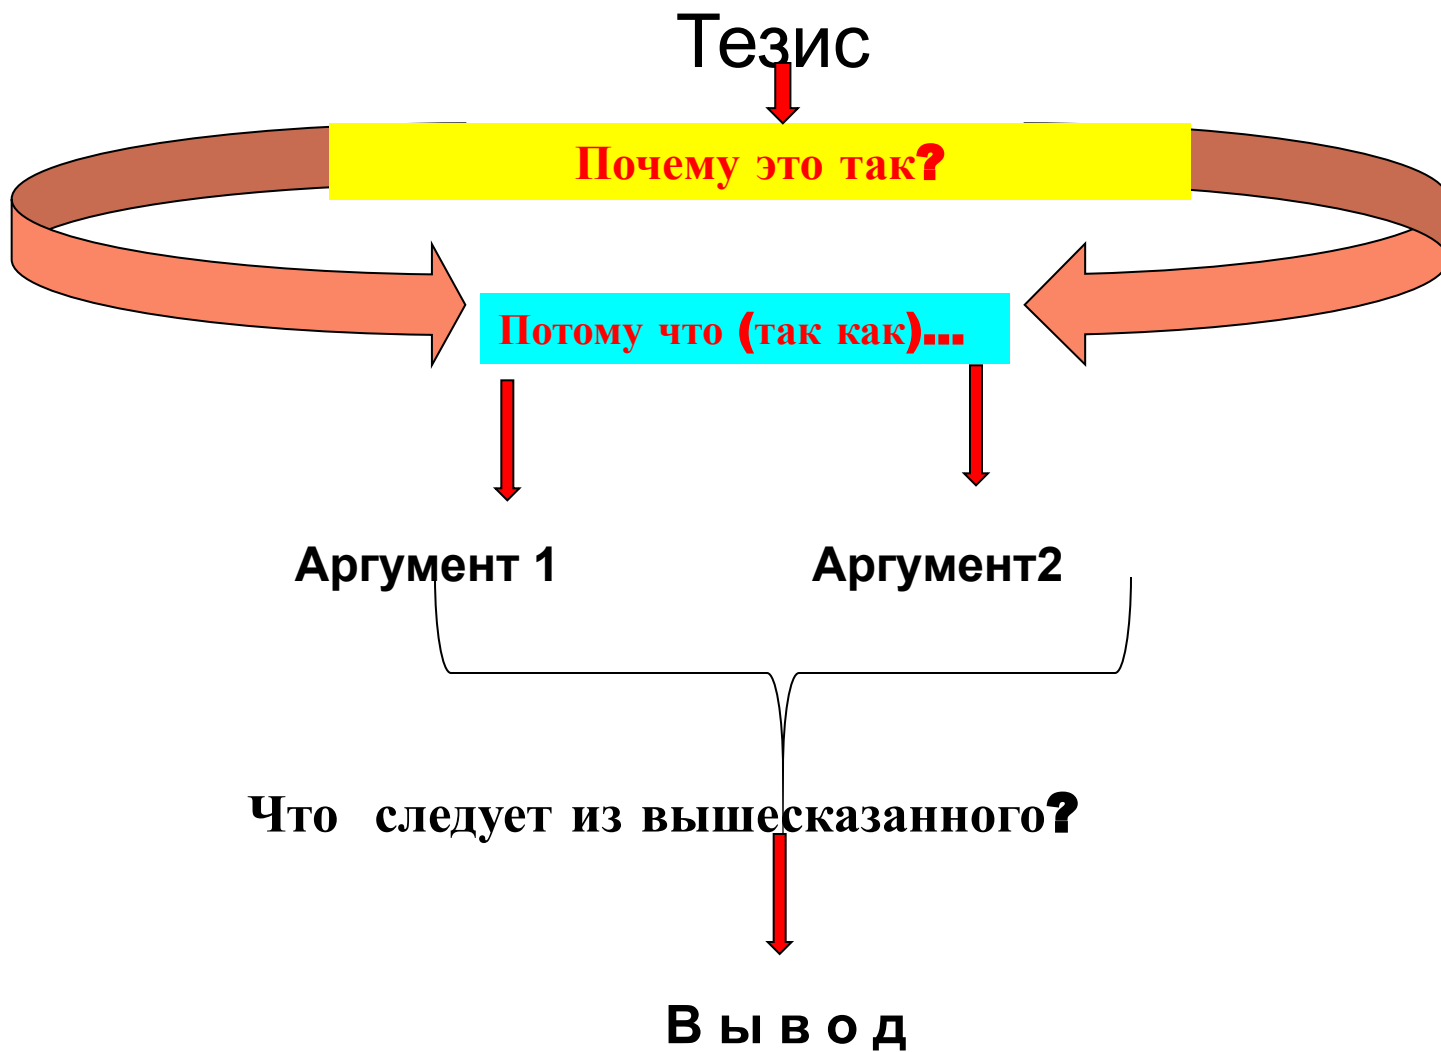 Тезис
Почему это так?
Потому что (так как)...
Аргумент 1
Аргумент2
Что следует из вышесказанного?
В ы в о д